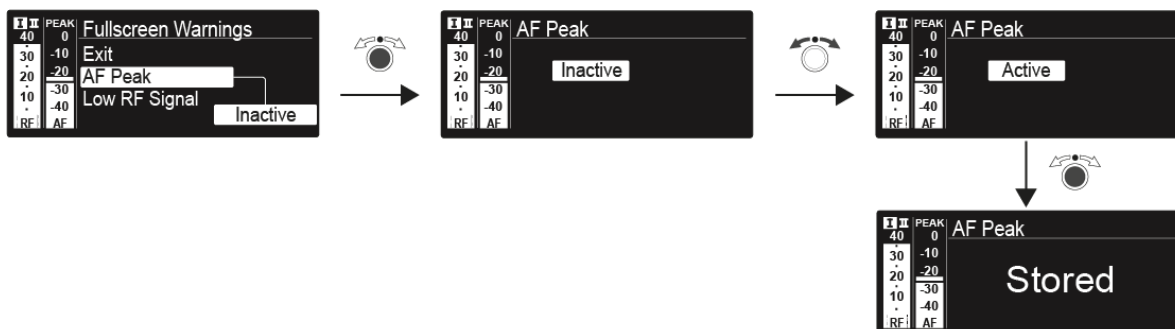 I II PEAK Fullscreen Warnings
40 0
30 -10 Exit
20 -20 AF Peak
10 -30 Low RF Signal
-40 Inactive
RF AF
I II PEAK AF Peak
40 0
30 -10
20 -20 Inactive
10 -30
-40
RF AF
I II PEAK AF Peak
40 0
30 -10
20 -20 Active
10 -30
-40
RF AF
I II PEAK AF Peak
40 0
30 -10
20 -20 Stored
10 -30
-40
RF AF